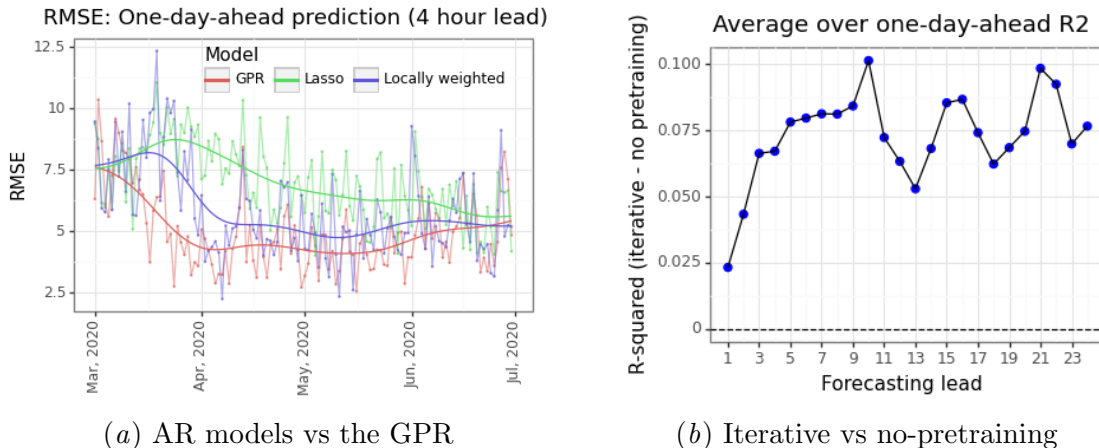 RMSE: One-day-ahead prediction (4 hour lead)
12.5
10.0
7.5
5.0
2.5
RMSE
Model
GPR
Lasso
Locally weighted
Mar, 2020
Apr, 2020
May, 2020
Jun, 2020
Jul, 2020
(a) AR models vs the GPR
Average over one-day-ahead R2
0.100
0.075
0.050
0.025
0
R-squared (iterative - no pretraining)
1 3 5 7 9 11 13 15 17 19 21 23
Forecasting lead
(b) Iterative vs no-pretraining